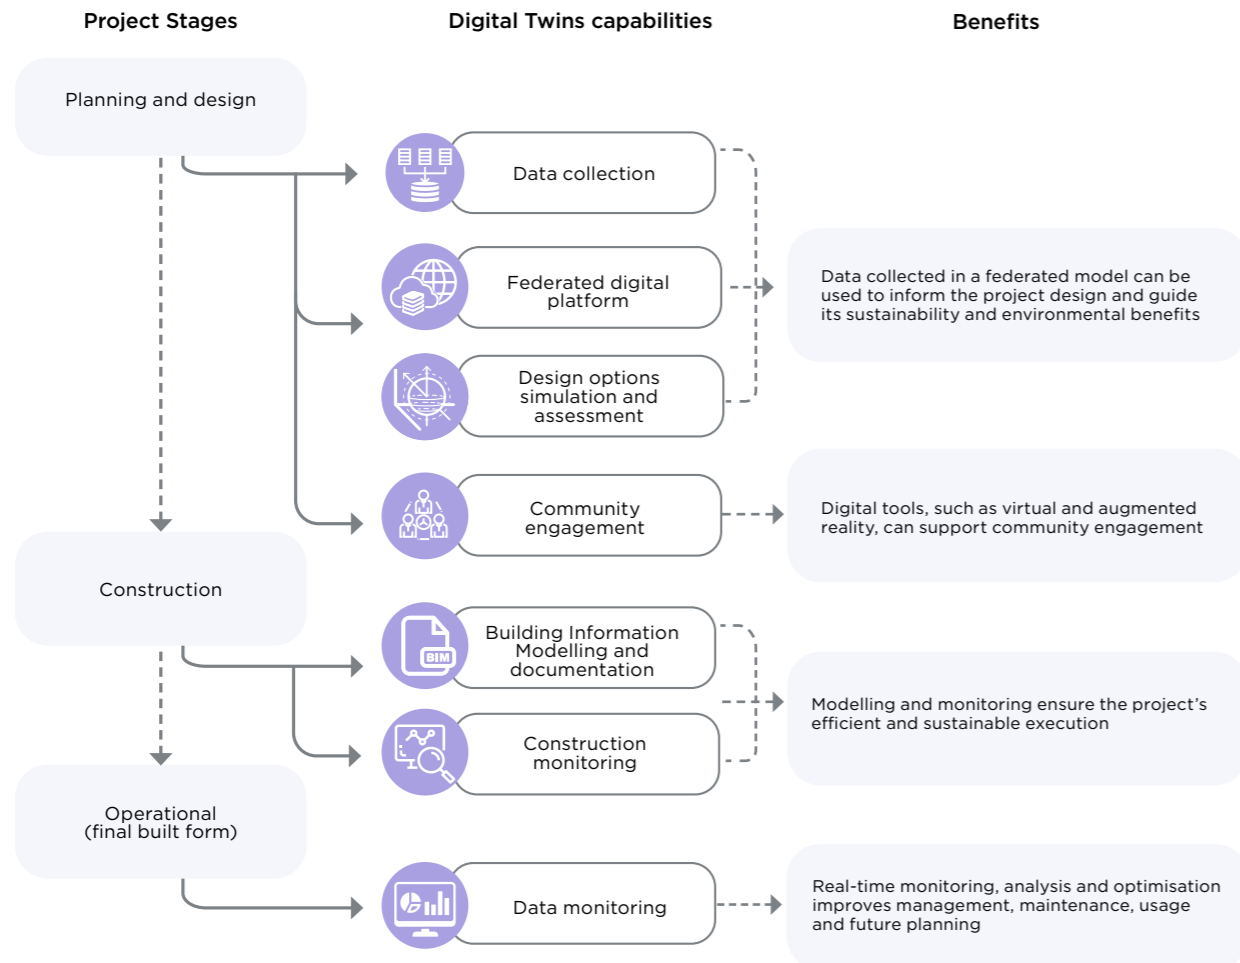 Project Stages
Digital Twins capabilities
Benefits
Planning and design
Data collection
Federated digital
platform
Data collected in a federated model can be
used to inform the project design and guide
its sustainability and environmental benefits
Design options
simulation and
assessment
Community
engagement
Digital tools, such as virtual and augmented
reality, can support community engagement
Construction
BIM
Building Information
Modelling and
documentation
Modelling and monitoring ensure the project’s
efficient and sustainable execution
Construction
monitoring
Operational
(final built form)
Data monitoring
Real-time monitoring, analysis and optimisation
improves management, maintenance, usage
and future planning